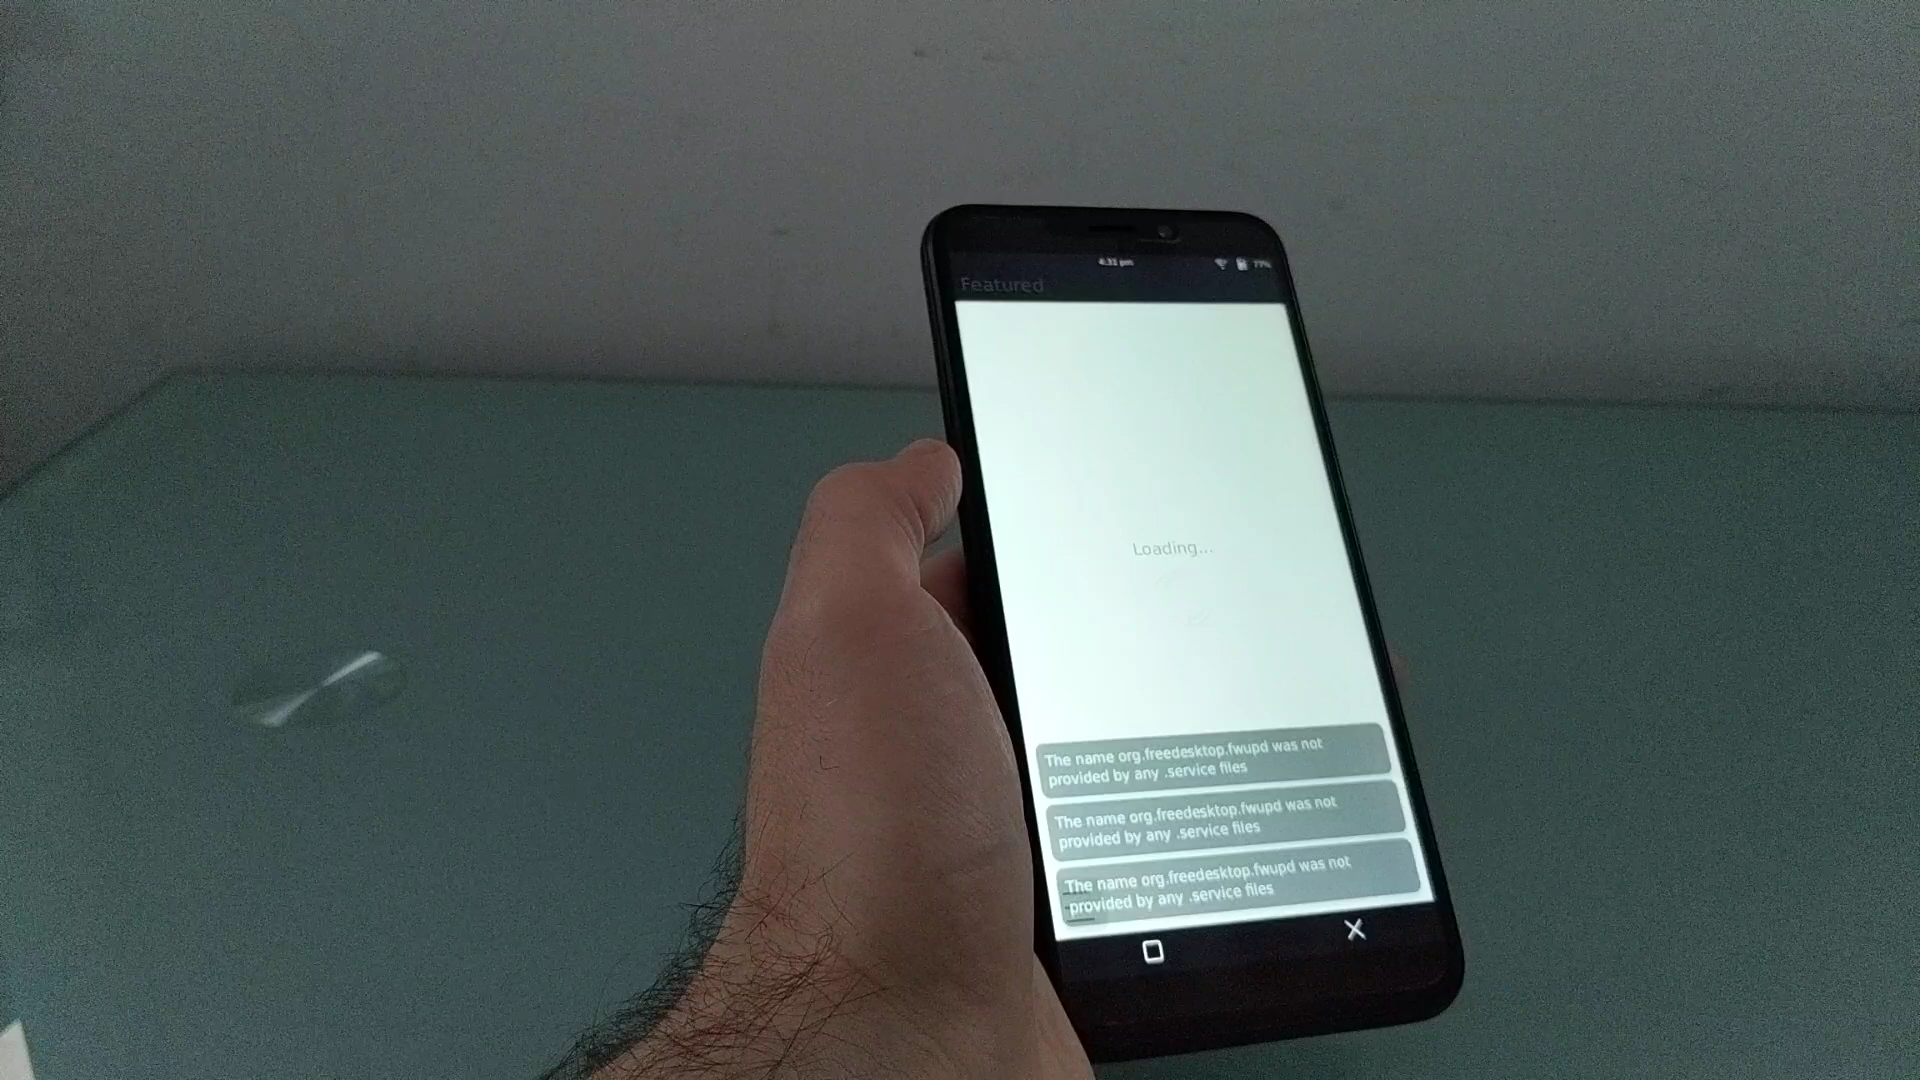 4:31 pm 77%
Featured
Loading...
The name org.freedesktop.fwupd was not
provided by any .service files
The name org.freedesktop.fwupd was not
provided by any .service files
The name org.freedesktop.fwupd was not
provided by any .service files